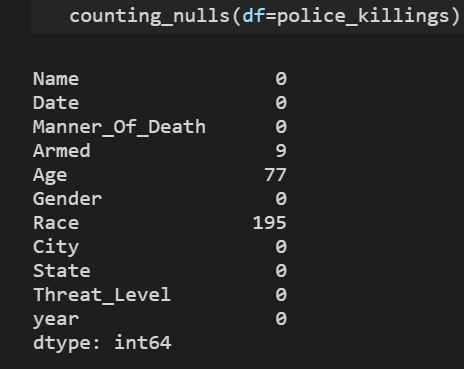 counting_nulls(df=police_killings)
Name 0
Date 0
Manner_Of_Death 0
Armed 9
Age 77
Gender 0
Race 195
City 0
State 0
Threat_Level 0
year 0
dtype: int64